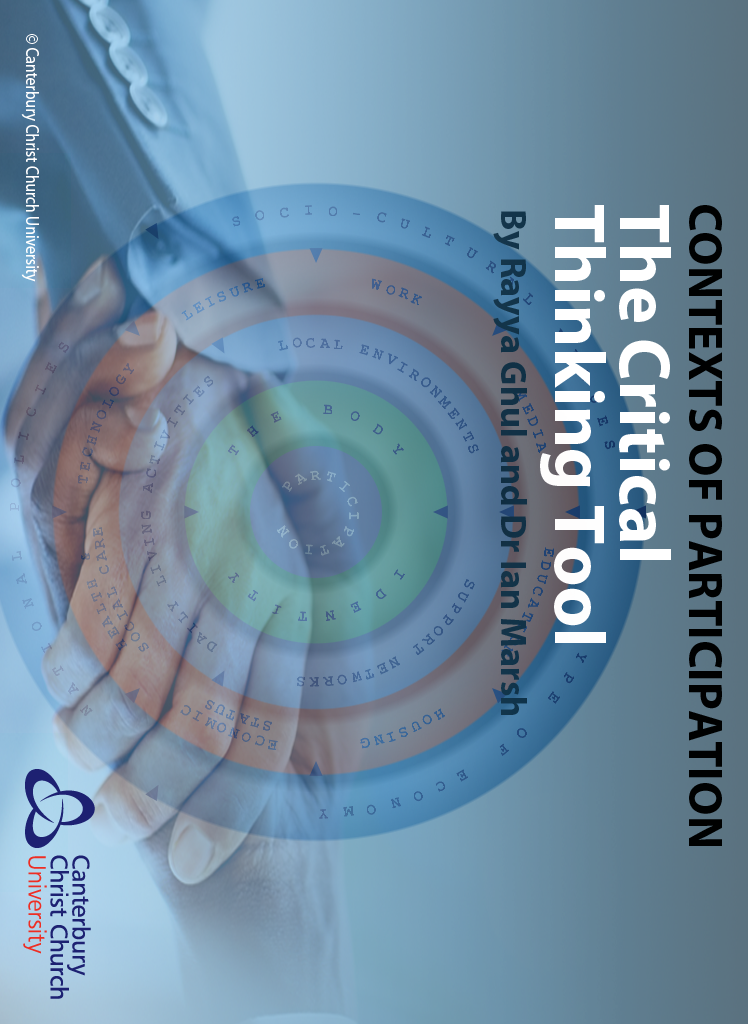 CONTEXTS OF PARTICIPATION
The Critical
Thinking Tool
By Rayya Ghul and Dr Ian Marsh
SOCIO-CULTURAL
TYPE OF ECONOMY
NATIONAL POLICIES
LEISURE
WORK
MEDIA
HOUSING
ECONOMIC
STATUS
HEALTH &
SOCIAL CARE
TECHNOLOGY
LOCAL ENVIRONMENTS
SUPPORT NETWORKS
DAILY LIVING ACTIVITIES
THE BODY
IDENTITY
PARTICIPATION
© Canterbury Christ Church University
Canterbury
Christ Church
University